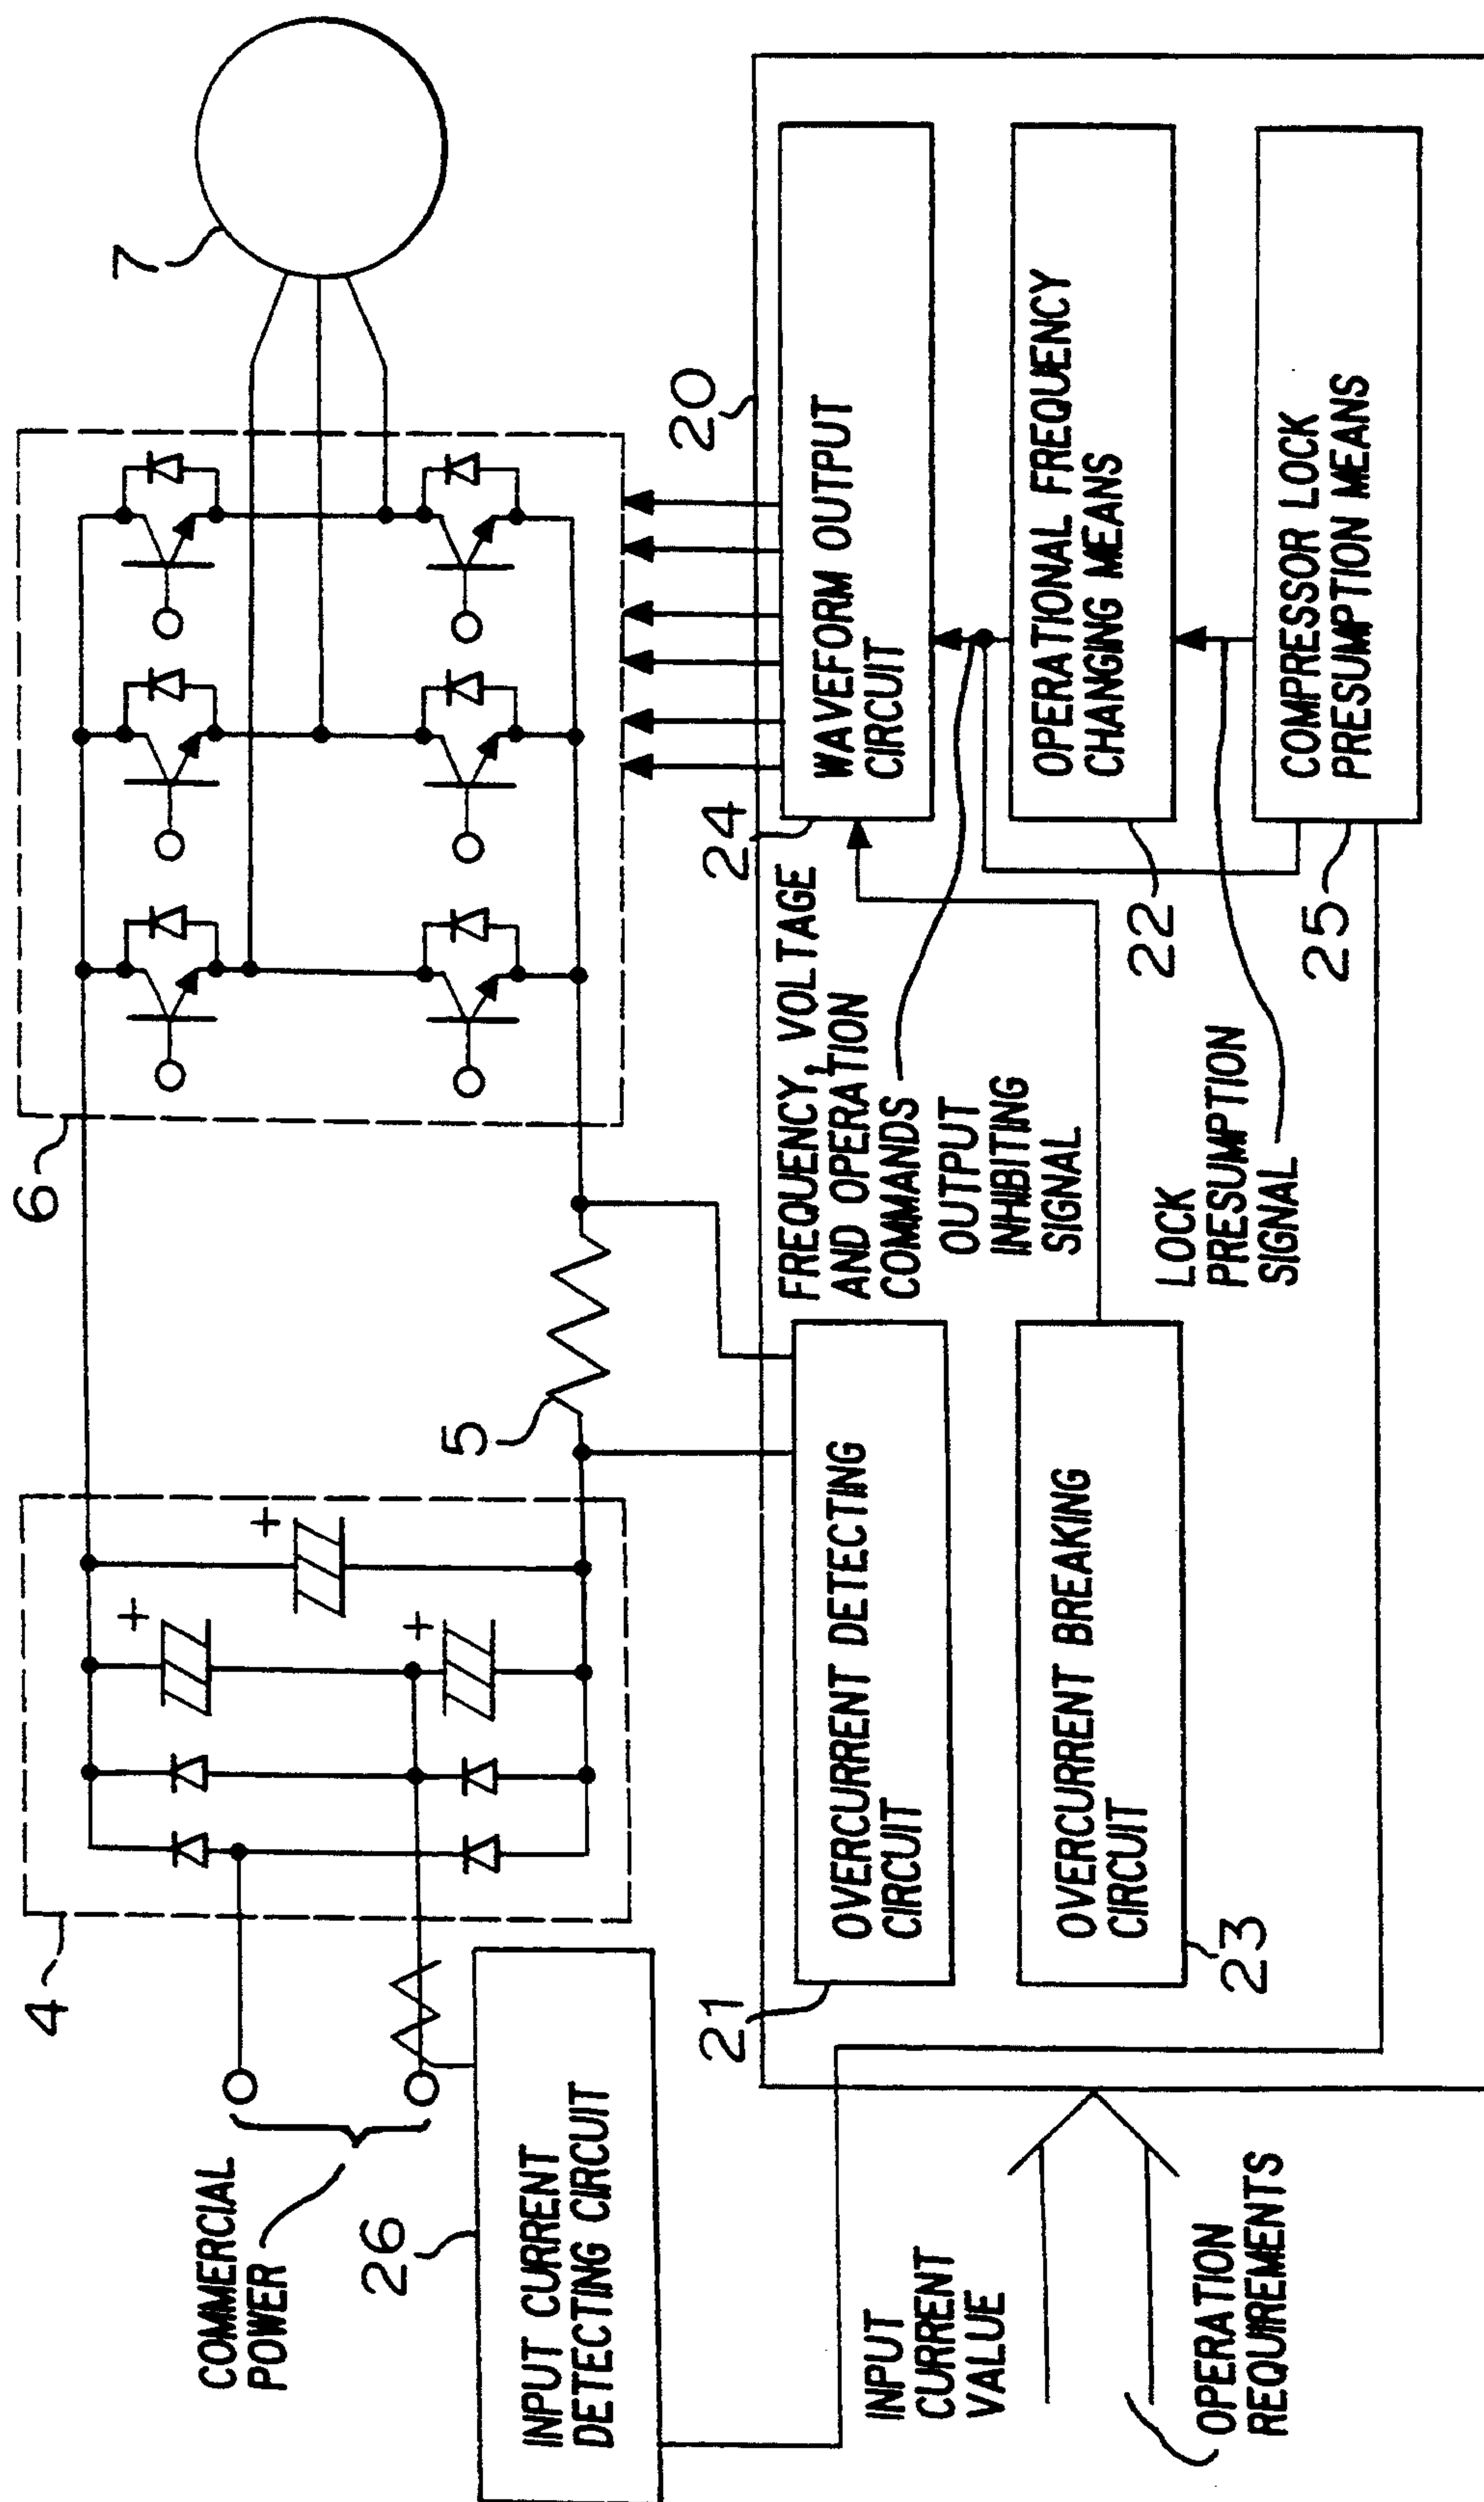 4
6
7
COMMERCIAL
POWER
5
26
INPUT CURRENT
DETECTING CIRCUIT
20
21
OVERCURRENT DETECTING
CIRCUIT
FREQUENCY, VOLTAGE
AND OPERATION
COMMANDS
24
WAVEFORM OUTPUT
CIRCUIT
INPUT
CURRENT
VALUE
OUTPUT
INHIBITING
SIGNAL
OVERCURRENT BREAKING
CIRCUIT
23
22
OPERATIONAL FREQUENCY
CHANGING MEANS
OPERATION
REQUIREMENTS
LOCK
PRESUMPTION
SIGNAL
25
COMPRESSOR LOCK
PRESUMPTION MEANS
+
+
+